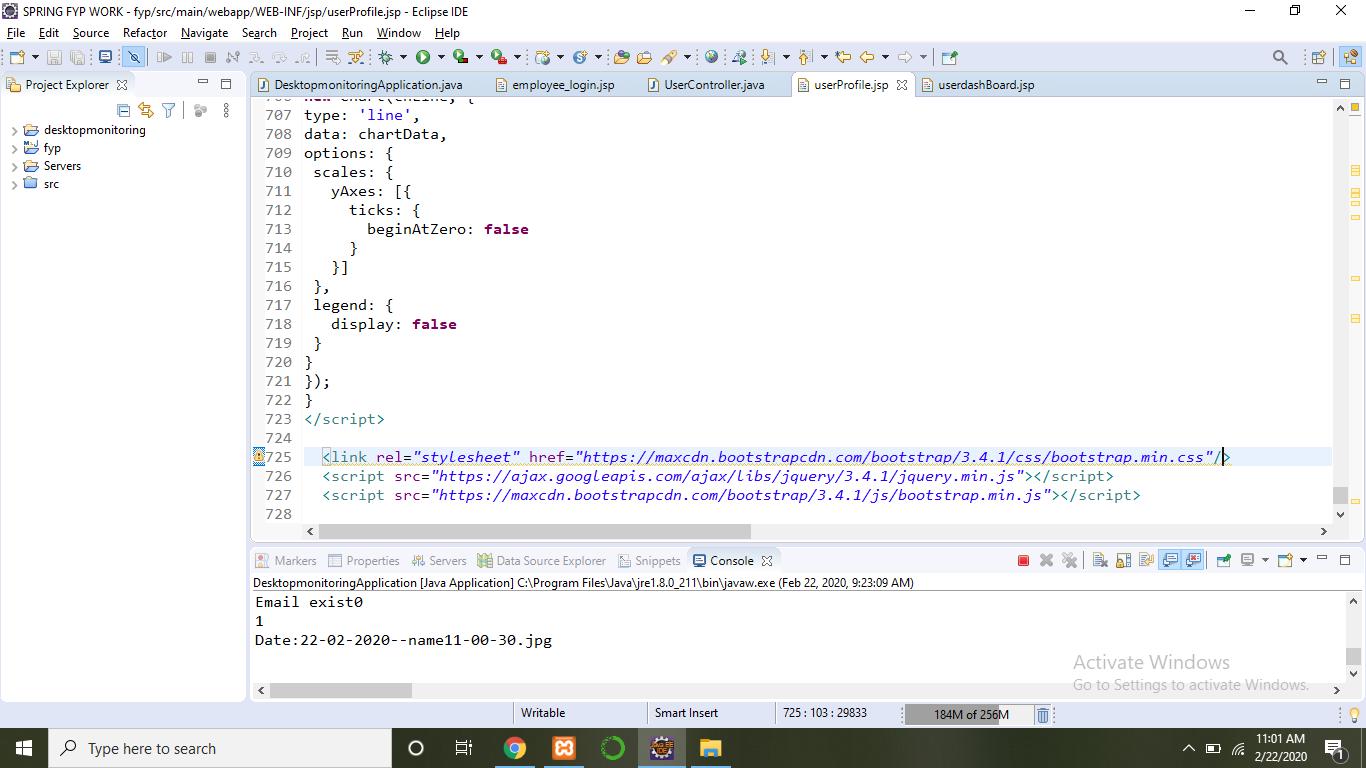 SPRING FYP WORK - fyp/src/main/webapp/WEB-INF/jsp/userProfile.jsp - Eclipse IDE
File Edit Source Refactor Navigate Search Project Run Window Help
Project Explorer
desktopmonitoring
fyp
Servers
src
DesktopmonitoringApplication.java employee_login.jsp UserController.java userProfile.jsp userdashBoard.jsp
707 type: 'line',
708 data: chartData,
709 options: {
710 scales: {
711 yAxes: [{
712 ticks: {
713 beginAtZero: false
714 }
715 }]
716 },
717 legend: {
718 display: false
719 }
720 }
721 });
722 }
723 </script>
724
725 <link rel="stylesheet" href="https://maxcdn.bootstrapcdn.com/bootstrap/3.4.1/css/bootstrap.min.css"/>
726 <script src="https://ajax.googleapis.com/ajax/libs/jquery/3.4.1/jquery.min.js"></script>
727 <script src="https://maxcdn.bootstrapcdn.com/bootstrap/3.4.1/js/bootstrap.min.js"></script>
728
Markers Properties Servers Data Source Explorer Snippets Console
DesktopmonitoringApplication [Java Application] C:\Program Files\Java\jre1.8.0_211\bin\javaw.exe (Feb 22, 2020, 9:23:09 AM)
Email exist0
1
Date:22-02-2020--name11-00-30.jpg
Activate Windows
Go to Settings to activate Windows.
Writable Smart Insert 725 : 103 : 29833 184M of 256M
Type here to search
11:01 AM
2/22/2020
1